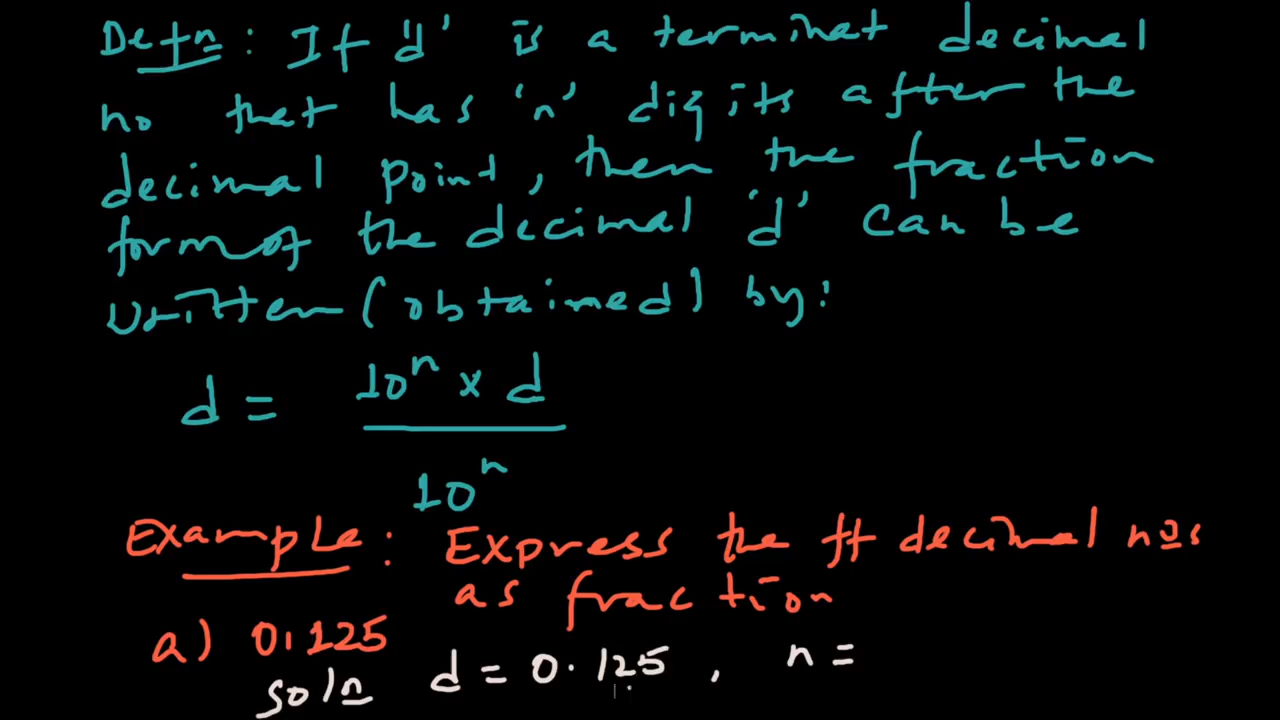 Defn: If 'd' is a terminat decimal
no that has 'n' digits after the
decimal point, then the fraction
form of the decimal 'd' can be
written (obtained) by:
d = 10^n × d / 10^n
Example: Express the ff decimal nos
as fraction
a) 0.125
soln d = 0.125, n =